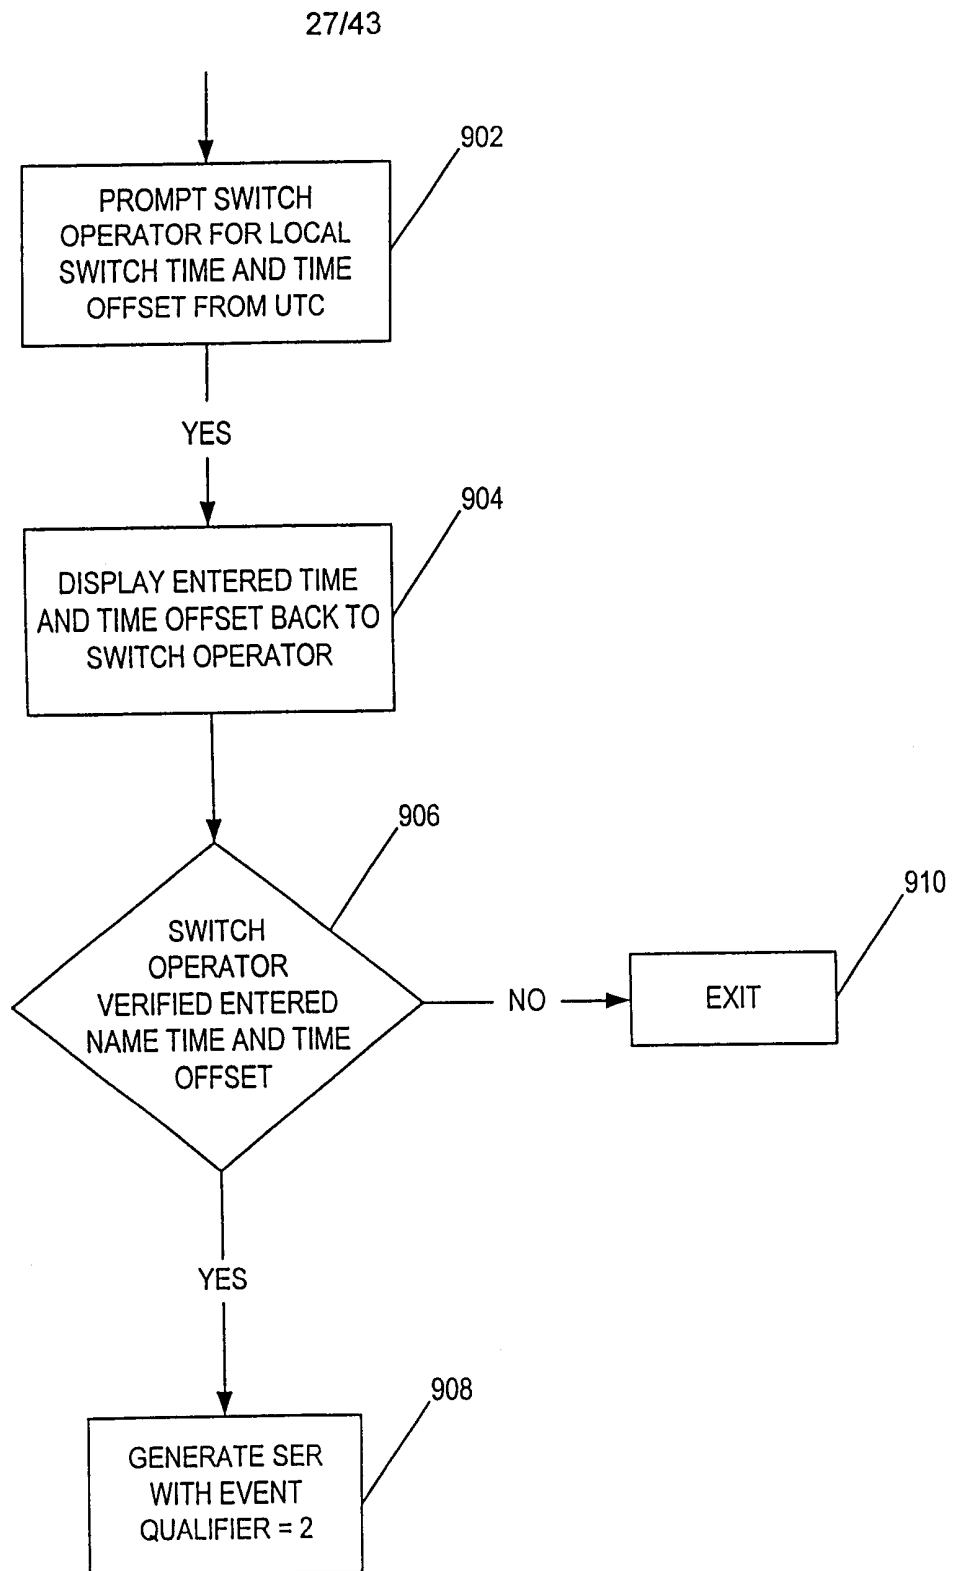 27/43
902
PROMPT SWITCH
OPERATOR FOR LOCAL
SWITCH TIME AND TIME
OFFSET FROM UTC
YES
904
DISPLAY ENTERED TIME
AND TIME OFFSET BACK TO
SWITCH OPERATOR
906
SWITCH
OPERATOR
VERIFIED ENTERED
NAME TIME AND TIME
OFFSET
NO
910
EXIT
YES
908
GENERATE SER
WITH EVENT
QUALIFIER = 2